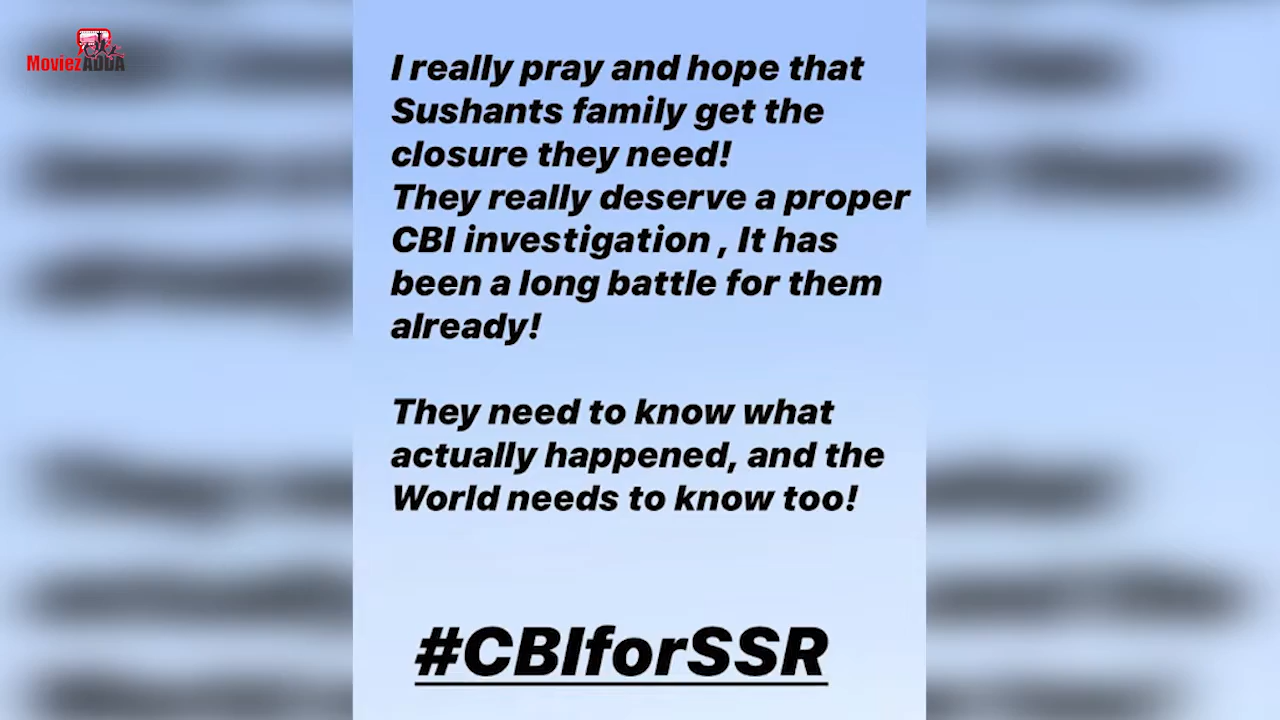 MoviezADDA
I really pray and hope that
Sushants family get the
closure they need!
They really deserve a proper
CBI investigation , It has
been a long battle for them
already!
They need to know what
actually happened, and the
World needs to know too!
#CBIforSSR